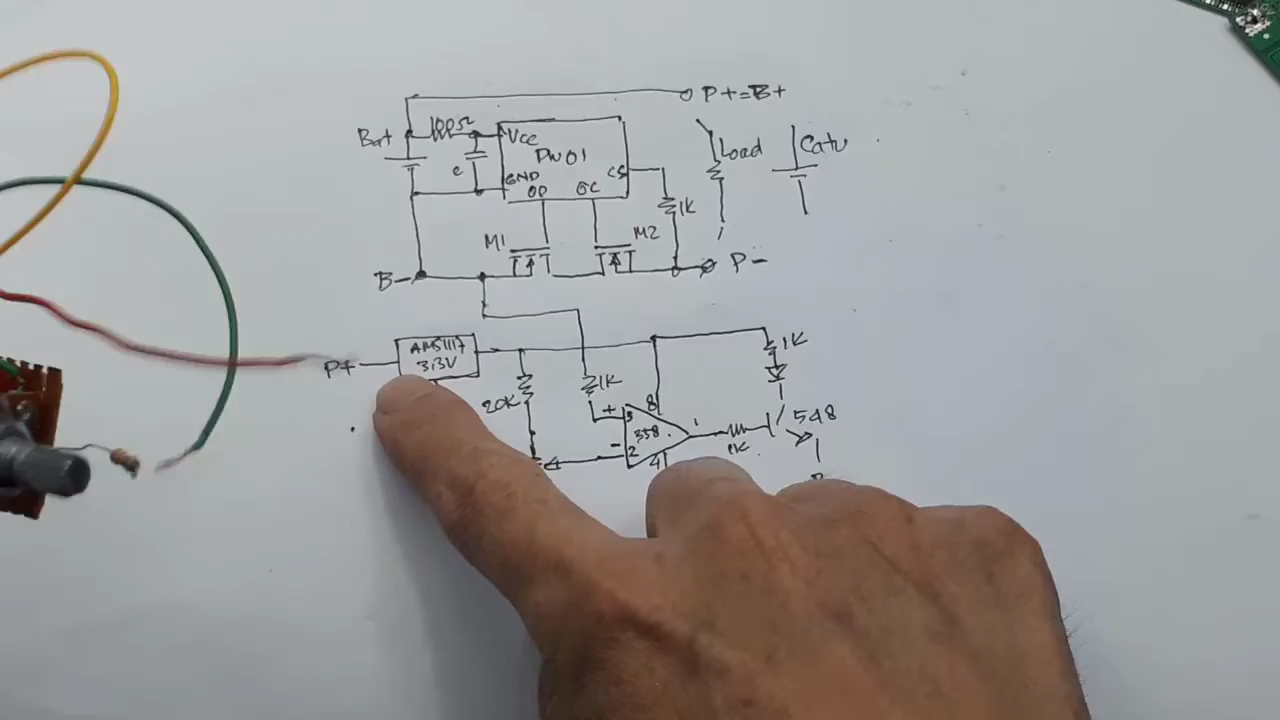 P+=B+
Bat
100Ω
Vcc
DW01
Load
Catu
c
GND
CS
OD
OC
1K
M1
M2
B-
P-
AMS1117
3.3V
P+
1K
20K
1K
+
3
8
358
1
-
2
4
1K
548